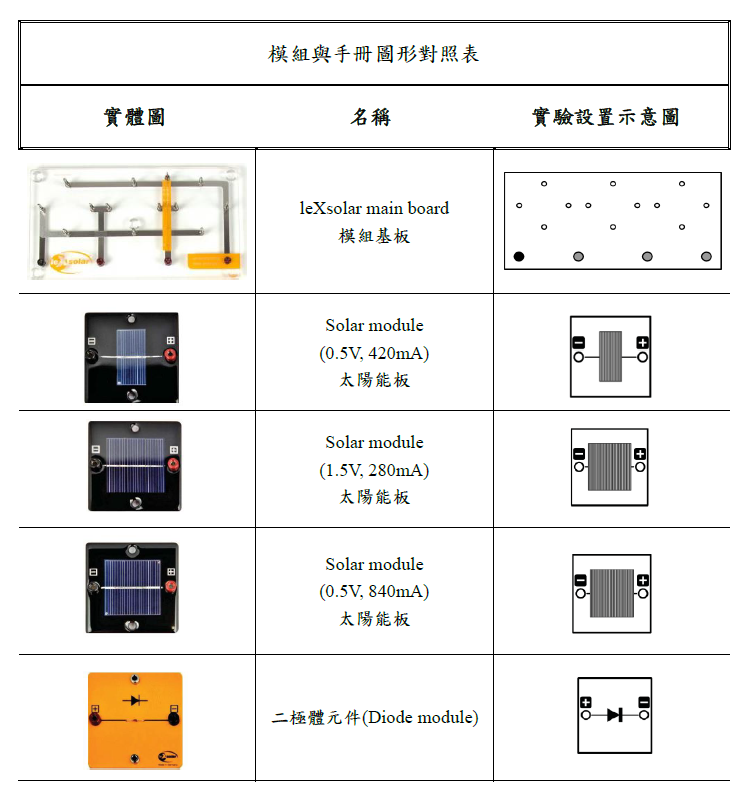 模組與手冊圖形對照表
實體圖
名稱
實驗設置示意圖
leXsolar main board
模組基板
Solar module
(0.5V, 420mA)
太陽能板
Solar module
(1.5V, 280mA)
太陽能板
Solar module
(0.5V, 840mA)
太陽能板
二極體元件(Diode module)